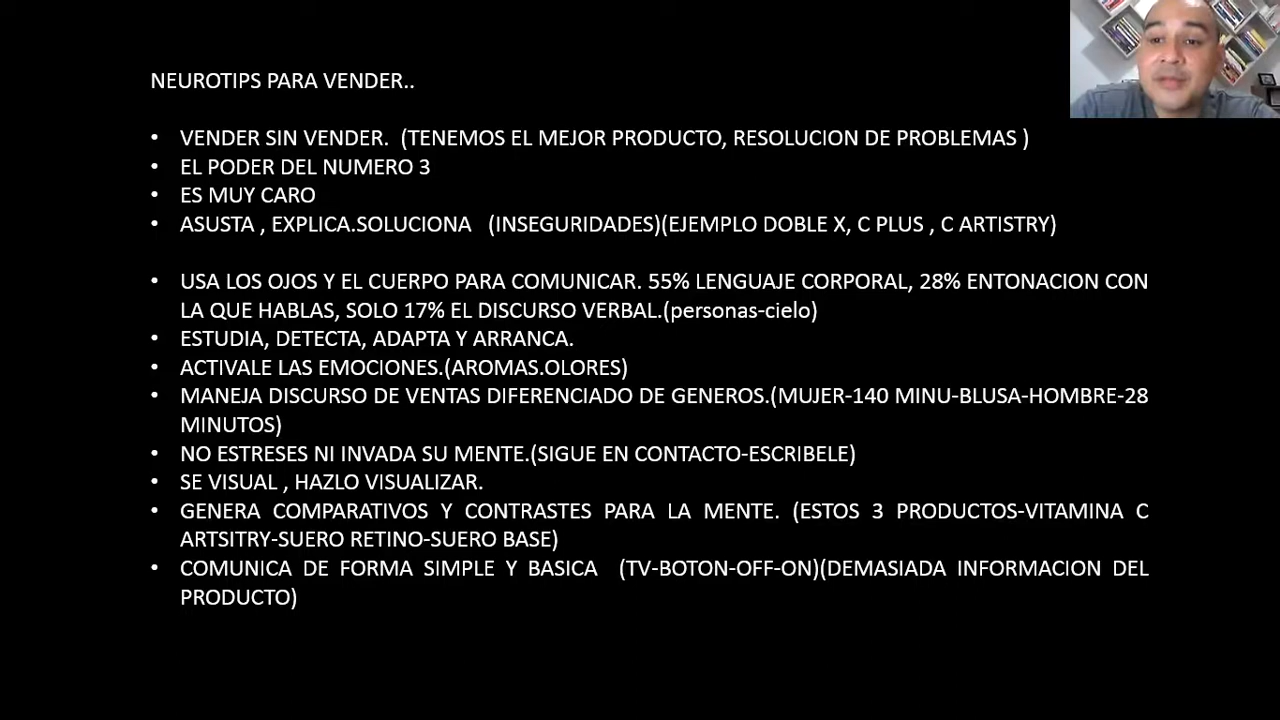 NEUROTIPS PARA VENDER..
• VENDER SIN VENDER. (TENEMOS EL MEJOR PRODUCTO, RESOLUCION DE PROBLEMAS )
• EL PODER DEL NUMERO 3
• ES MUY CARO
• ASUSTA , EXPLICA.SOLUCIONA (INSEGURIDADES)(EJEMPLO DOBLE X, C PLUS , C ARTISTRY)
• USA LOS OJOS Y EL CUERPO PARA COMUNICAR. 55% LENGUAJE CORPORAL, 28% ENTONACION CON
LA QUE HABLAS, SOLO 17% EL DISCURSO VERBAL.(personas-cielo)
• ESTUDIA, DETECTA, ADAPTA Y ARRANCA.
• ACTIVALE LAS EMOCIONES.(AROMAS.OLORES)
• MANEJA DISCURSO DE VENTAS DIFERENCIADO DE GENEROS.(MUJER-140 MINU-BLUSA-HOMBRE-28
MINUTOS)
• NO ESTRESES NI INVADA SU MENTE.(SIGUE EN CONTACTO-ESCRIBELE)
• SE VISUAL , HAZLO VISUALIZAR.
• GENERA COMPARATIVOS Y CONTRASTES PARA LA MENTE. (ESTOS 3 PRODUCTOS-VITAMINA C
ARTSITRY-SUERO RETINO-SUERO BASE)
• COMUNICA DE FORMA SIMPLE Y BASICA (TV-BOTON-OFF-ON)(DEMASIADA INFORMACION DEL
PRODUCTO)